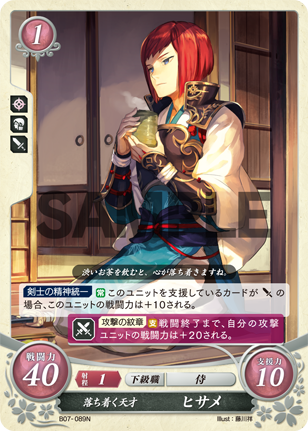 1
SAMPLE
渋いお茶を飲むと、心が落ち着きますね。
剣士の精神統一 常 このユニットを支援しているカードが の
場合、このユニットの戦闘力は+10される。
攻撃の紋章 支 戦闘終了まで、自分の攻撃
ユニットの戦闘力は+20される。
戦闘力
40
射程 1 下級職 侍
支援力
10
落ち着く天才 ヒサメ
B07-089N
Illust:藤川祥